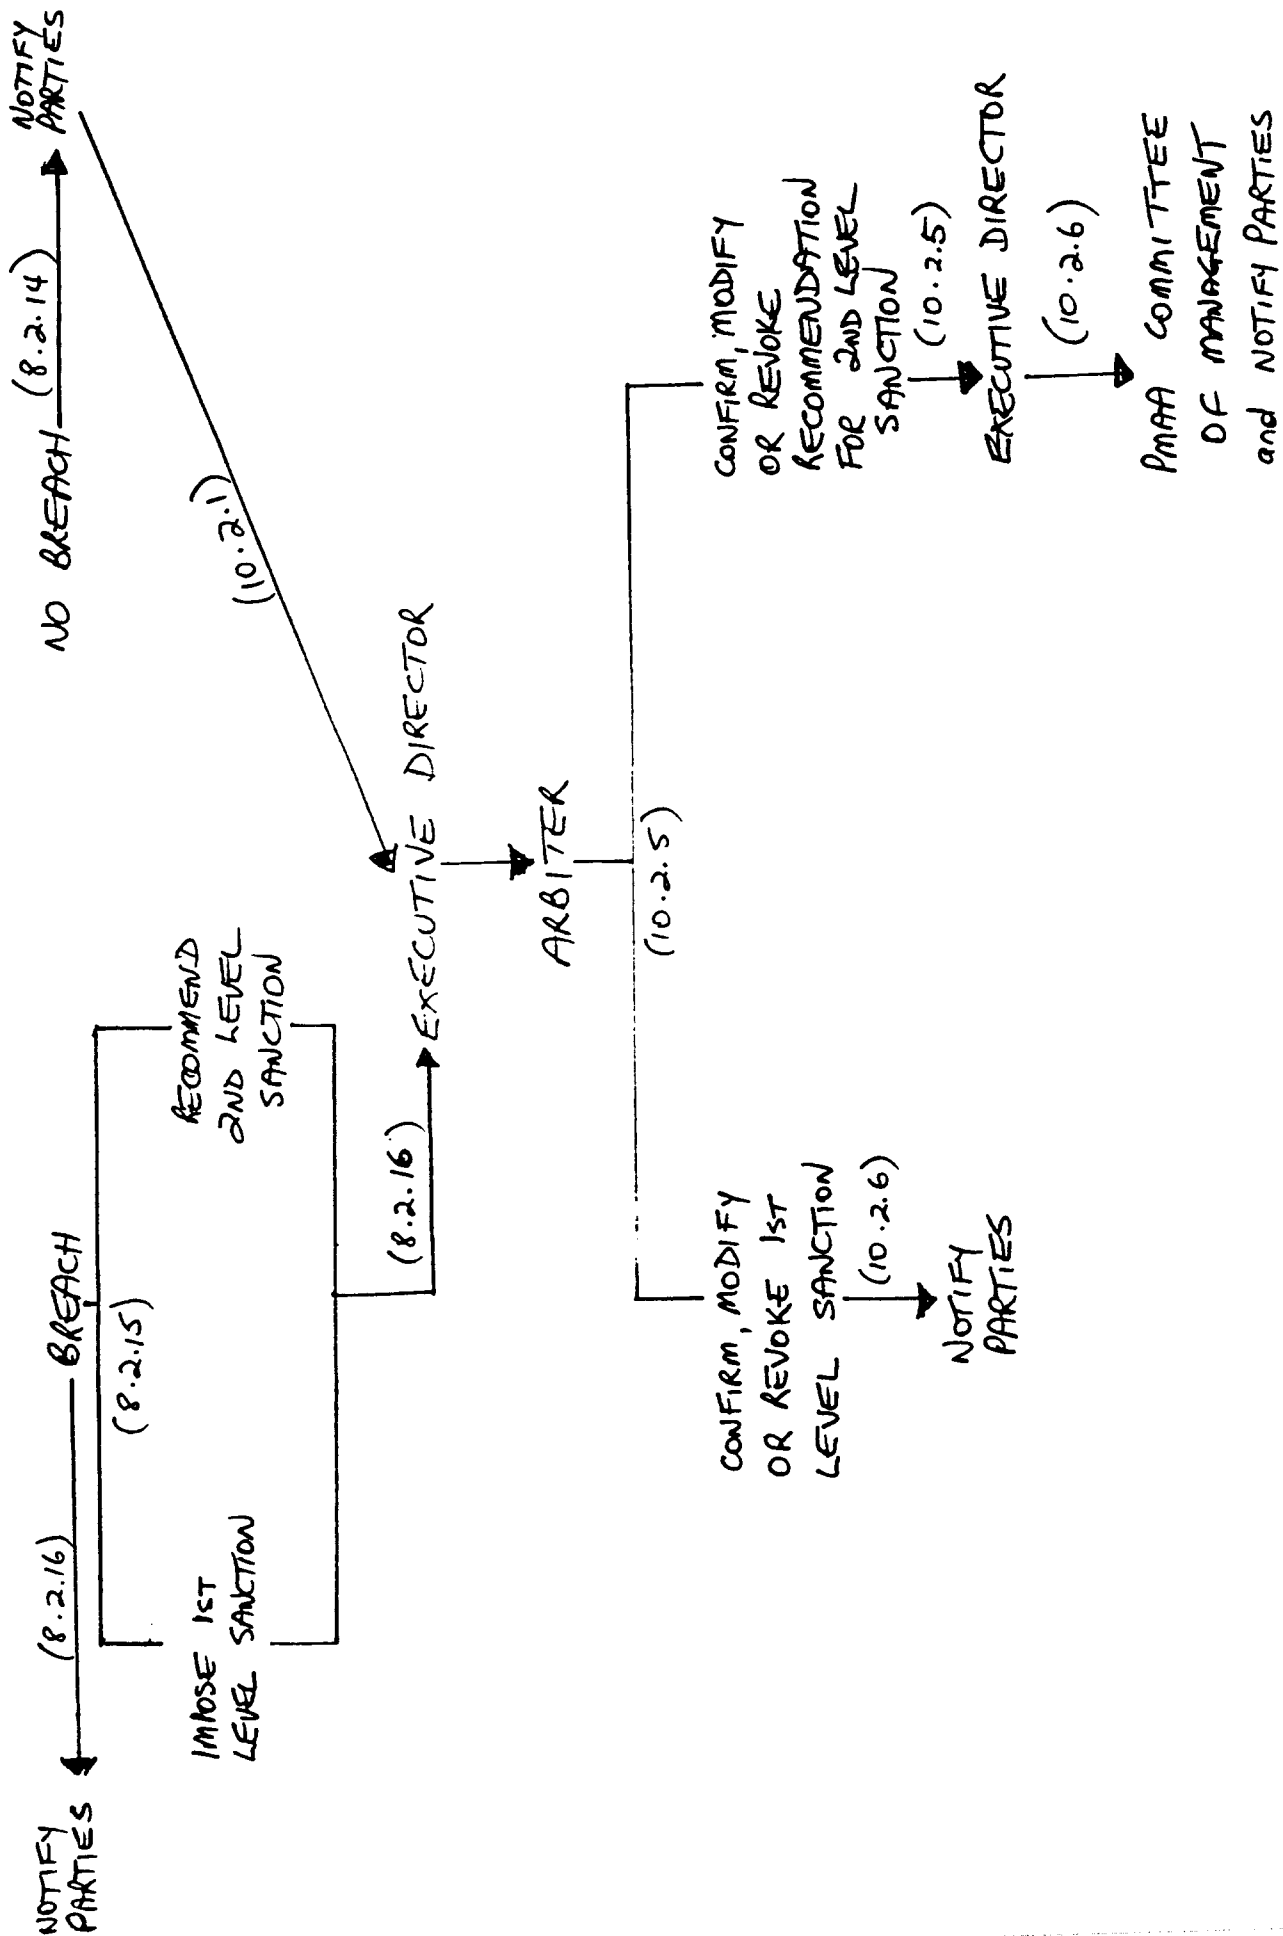 NOTIFY
PARTIES
(8.2.16)
BREACH
(8.2.15)
NO BREACH
(8.2.14)
NOTIFY
PARTIES
IMPOSE 1ST
LEVEL SANCTION
RECOMMEND
2ND LEVEL
SANCTION
(10.2.1)
(8.2.16)
EXECUTIVE DIRECTOR
ARBITER
(10.2.5)
CONFIRM, MODIFY
OR REVOKE 1ST
LEVEL SANCTION
(10.2.6)
NOTIFY
PARTIES
CONFIRM, MODIFY
OR REVOKE
RECOMMENDATION
FOR 2ND LEVEL
SANCTION
(10.2.5)
EXECUTIVE DIRECTOR
(10.2.6)
PMAA COMMITTEE
OF MANAGEMENT
and NOTIFY PARTIES